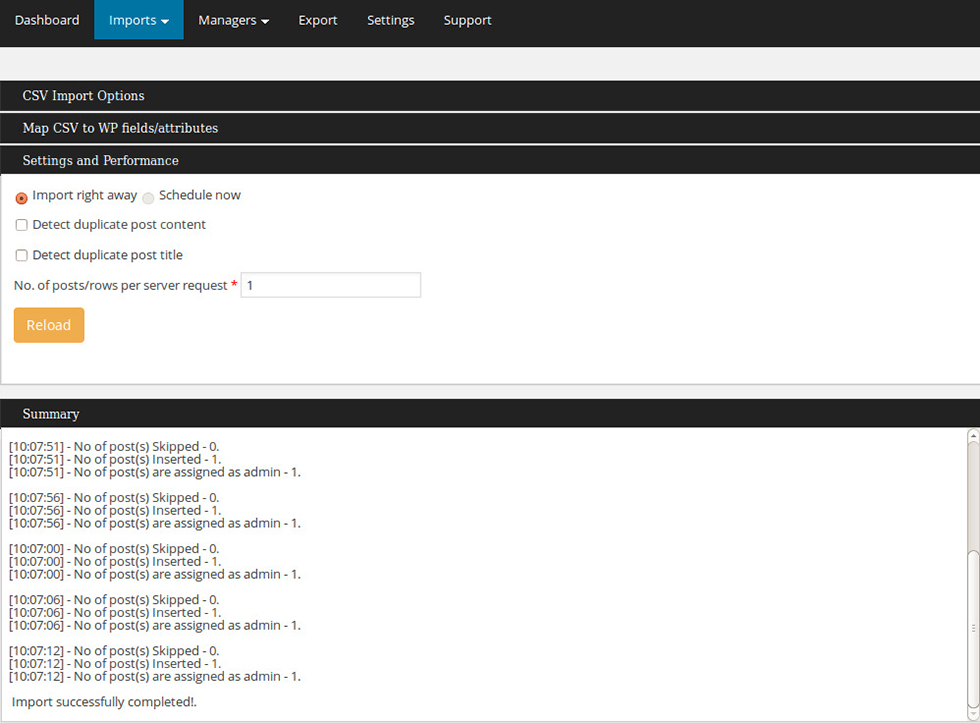 Dashboard Imports Managers Export Settings Support
CSV Import Options
Map CSV to WP fields/attributes
Settings and Performance
Import right away Schedule now
Detect duplicate post content
Detect duplicate post title
No. of posts/rows per server request * 1
Reload
Summary
[10:07:51] - No of post(s) Skipped - 0.
[10:07:51] - No of post(s) Inserted - 1.
[10:07:51] - No of post(s) are assigned as admin - 1.
[10:07:56] - No of post(s) Skipped - 0.
[10:07:56] - No of post(s) Inserted - 1.
[10:07:56] - No of post(s) are assigned as admin - 1.
[10:07:00] - No of post(s) Skipped - 0.
[10:07:00] - No of post(s) Inserted - 1.
[10:07:00] - No of post(s) are assigned as admin - 1.
[10:07:06] - No of post(s) Skipped - 0.
[10:07:06] - No of post(s) Inserted - 1.
[10:07:06] - No of post(s) are assigned as admin - 1.
[10:07:12] - No of post(s) Skipped - 0.
[10:07:12] - No of post(s) Inserted - 1.
[10:07:12] - No of post(s) are assigned as admin - 1.
Import successfully completed!.